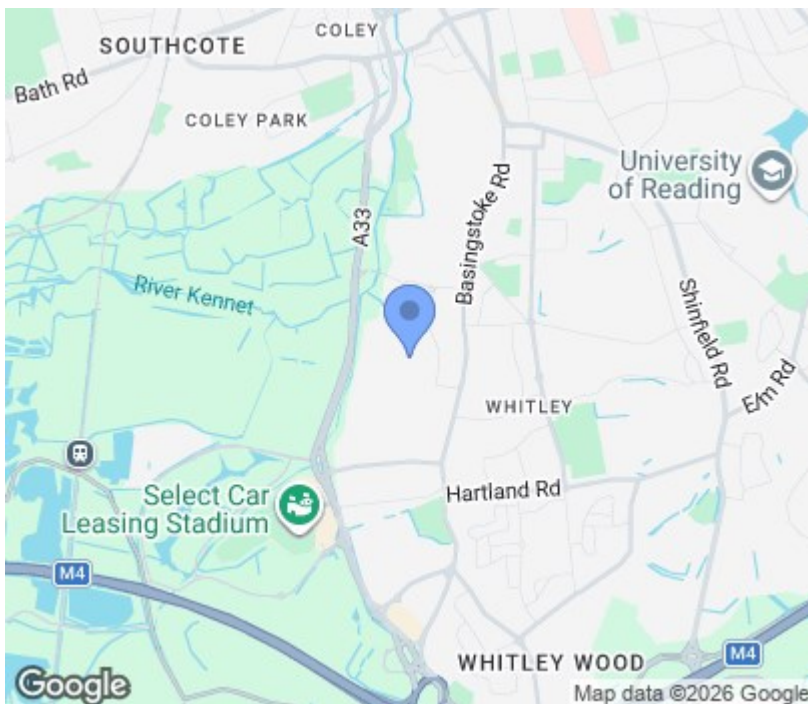 COLEY
SOUTHCOTE
Bath Rd
COLEY PARK
University
of Reading
A33
Basingstoke Rd
River Kennet
Shinfield Rd
E/m Rd
WHITLEY
Select Car
Leasing Stadium
Hartland Rd
M4
WHITLEY WOOD
M4
Google
Map data ©2026 Google